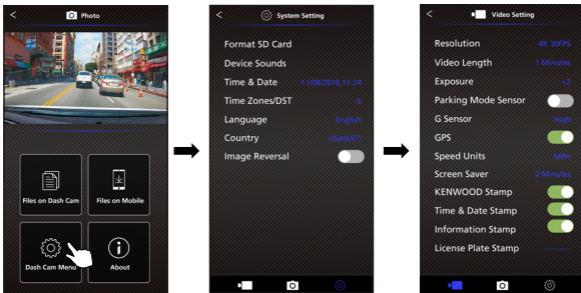 < Photo
Files on Dash Cam
Files on Mobile
Dash Cam Menu
About
< System Setting
Format SD Card
Device Sounds
Time & Date 11/08/2018,11:24
Time Zones/DST -5
Language English
Country USA(EST)
Image Reversal
< Video Setting
Resolution 4K 30FPS
Video Length 1 Minutes
Exposure +2
Parking Mode Sensor
G Sensor High
GPS
Speed Units MPH
Screen Saver 2 Minutes
KENWOOD Stamp
Time & Date Stamp
Information Stamp
License Plate Stamp --------